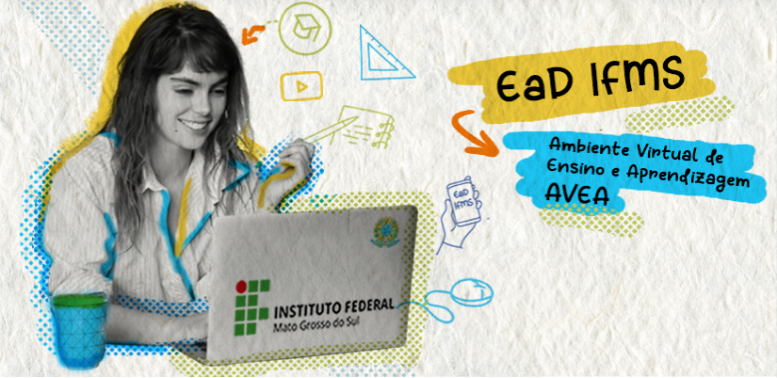 EaD IFMS
Ambiente Virtual de
Ensino e Aprendizagem
AVEA
EaD
IFMS
INSTITUTO FEDERAL
Mato Grosso do Sul